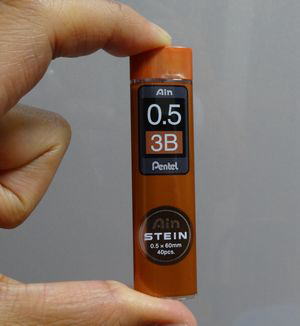 Ain
0.5
3B
Pentel
Ain
STEIN
0.5 × 60mm
40pcs.